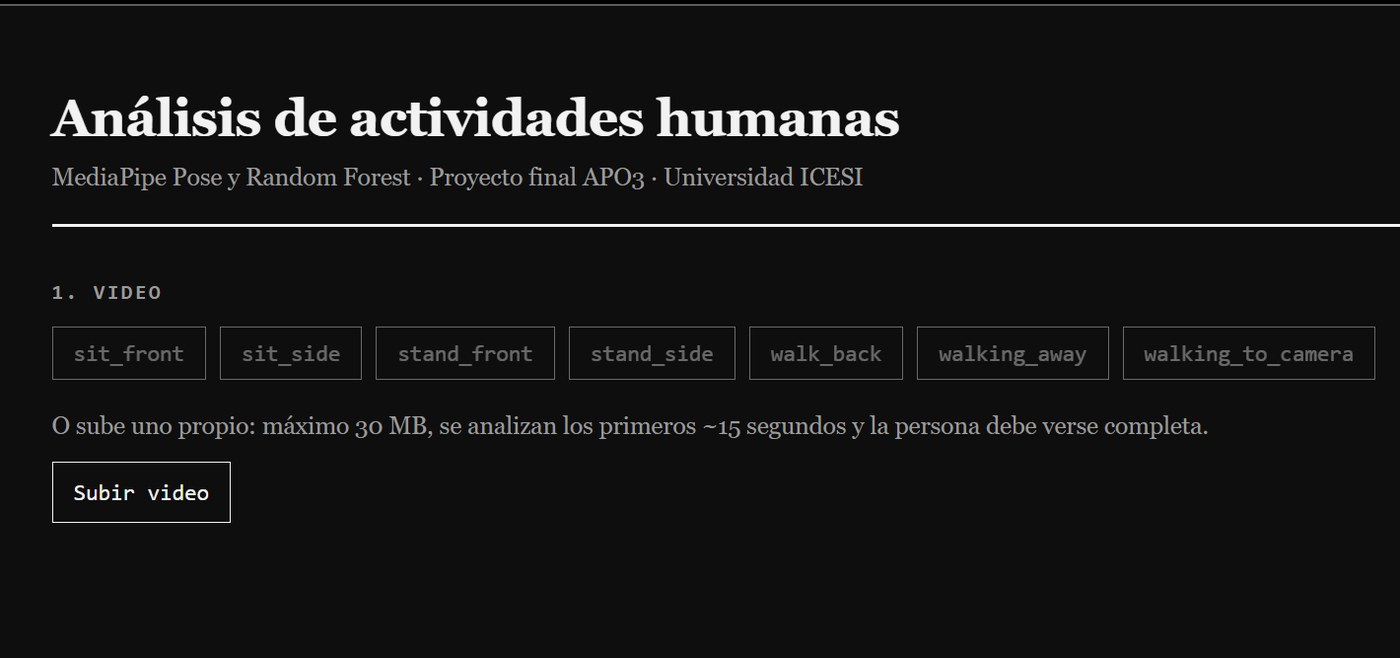 Análisis de actividades humanas
MediaPipe Pose y Random Forest · Proyecto final APO3 · Universidad ICESI
1. VIDEO
sit_front sit_side stand_front stand_side walk_back walking_away walking_to_camera
O sube uno propio: máximo 30 MB, se analizan los primeros ~15 segundos y la persona debe verse completa.
Subir video